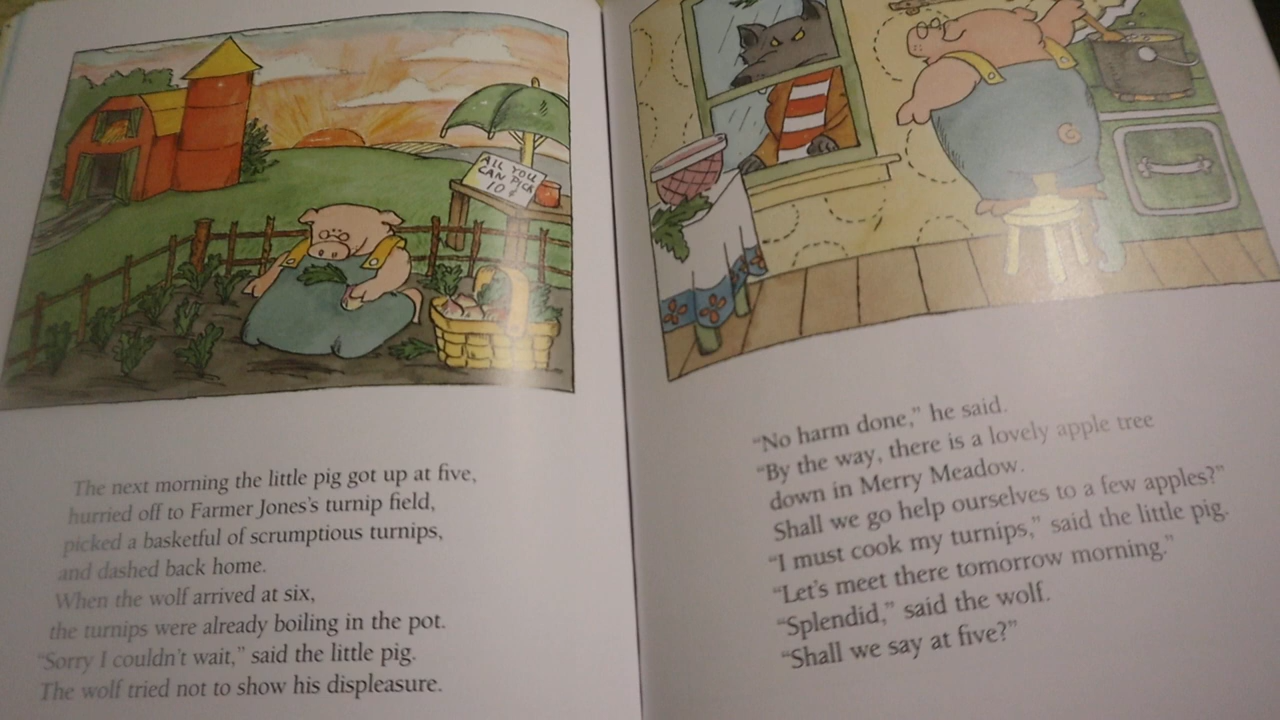 ALL YOU
CAN PICK
10¢
The next morning the little pig got up at five,
hurried off to Farmer Jones's turnip field,
picked a basketful of scrumptious turnips,
and dashed back home.
When the wolf arrived at six,
the turnips were already boiling in the pot.
"Sorry I couldn't wait," said the little pig.
The wolf tried not to show his displeasure.
"No harm done," he said.
"By the way, there is a lovely apple tree
down in Merry Meadow.
Shall we go help ourselves to a few apples?"
"I must cook my turnips," said the little pig.
"Let's meet there tomorrow morning."
"Splendid," said the wolf.
"Shall we say at five?"